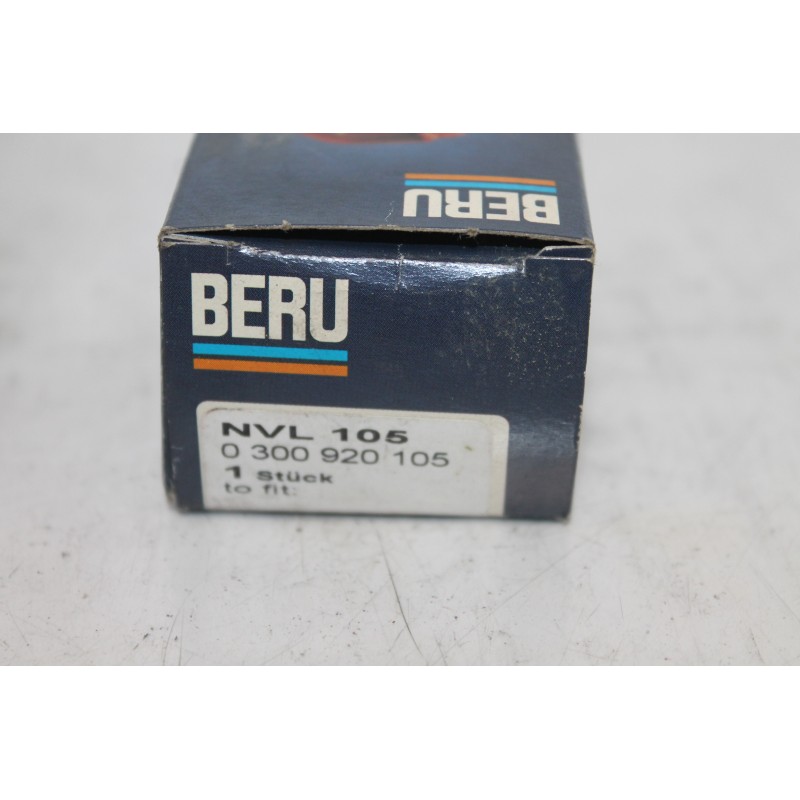 BERU
BERU
NVL 105
0 300 920 105
1 Stück
to fit: